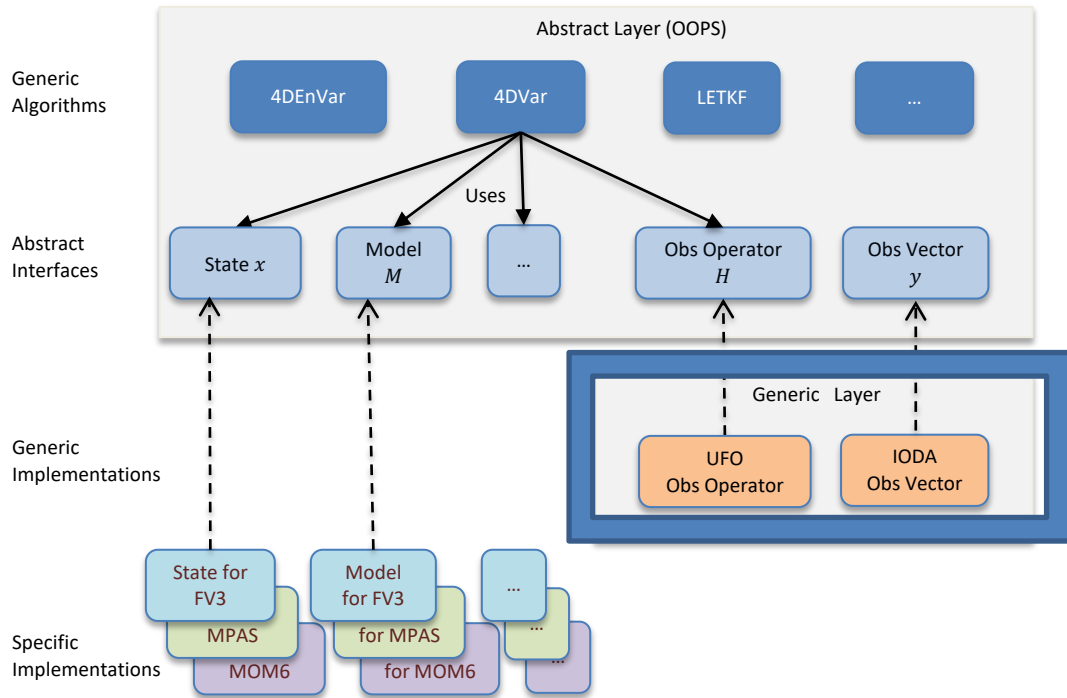 Abstract Layer (OOPS)
Generic
Algorithms
4DEnVar
4DVar
LETKF
...
Uses
Abstract
Interfaces
State x
Model
M
...
Obs Operator
H
Obs Vector
y
Generic Layer
Generic
Implementations
UFO
Obs Operator
IODA
Obs Vector
State for
FV3
MPAS
MOM6
Model
for FV3
for MPAS
for MOM6
...
...
...
Specific
Implementations